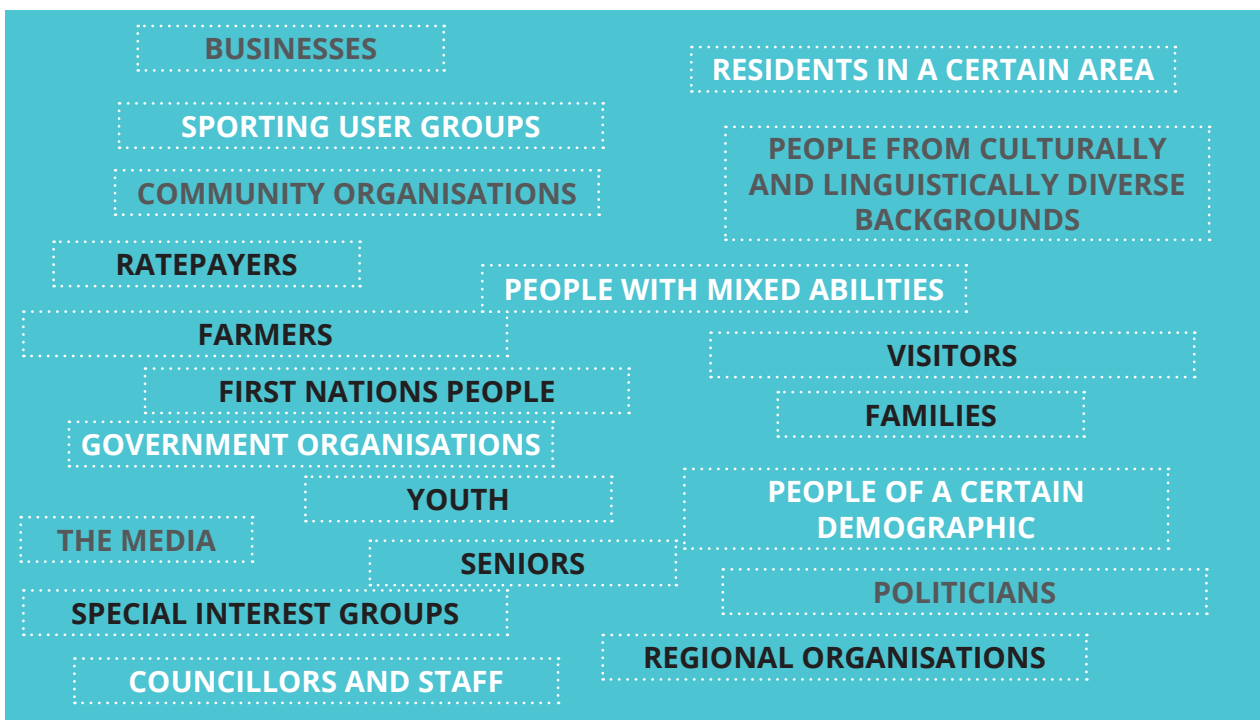 BUSINESSES
RESIDENTS IN A CERTAIN AREA
SPORTING USER GROUPS
PEOPLE FROM CULTURALLY
AND LINGUISTICALLY DIVERSE
BACKGROUNDS
COMMUNITY ORGANISATIONS
RATEPAYERS
PEOPLE WITH MIXED ABILITIES
FARMERS
VISITORS
FIRST NATIONS PEOPLE
FAMILIES
GOVERNMENT ORGANISATIONS
YOUTH
PEOPLE OF A CERTAIN
DEMOGRAPHIC
THE MEDIA
SENIORS
POLITICIANS
SPECIAL INTEREST GROUPS
REGIONAL ORGANISATIONS
COUNCILLORS AND STAFF